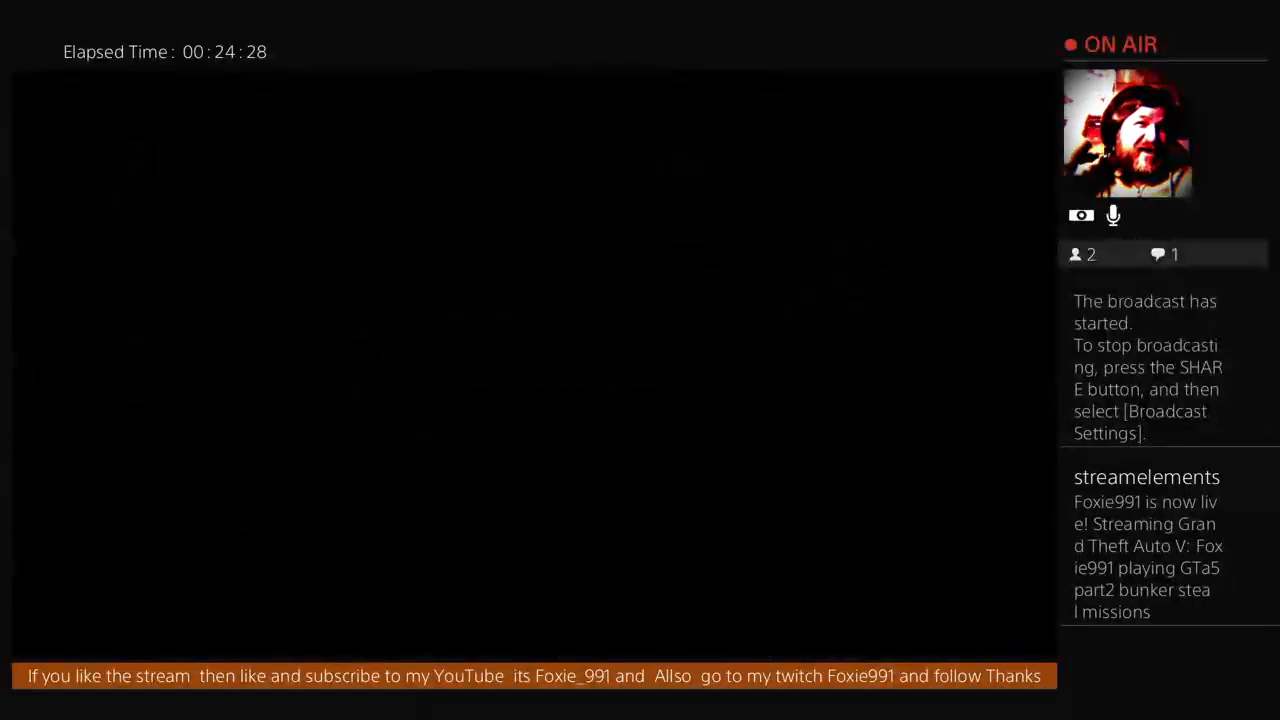 Elapsed Time: 00:24:28
ON AIR
2
1
The broadcast has
started.
To stop broadcasti
ng, press the SHAR
E button, and then
select [Broadcast
Settings].
streamelements
Foxie991 is now liv
e! Streaming Gran
d Theft Auto V: Fox
ie991 playing GTa5
part2 bunker stea
l missions
If you like the stream then like and subscribe to my YouTube its Foxie_991 and Allso go to my twitch Foxie991 and follow Thanks